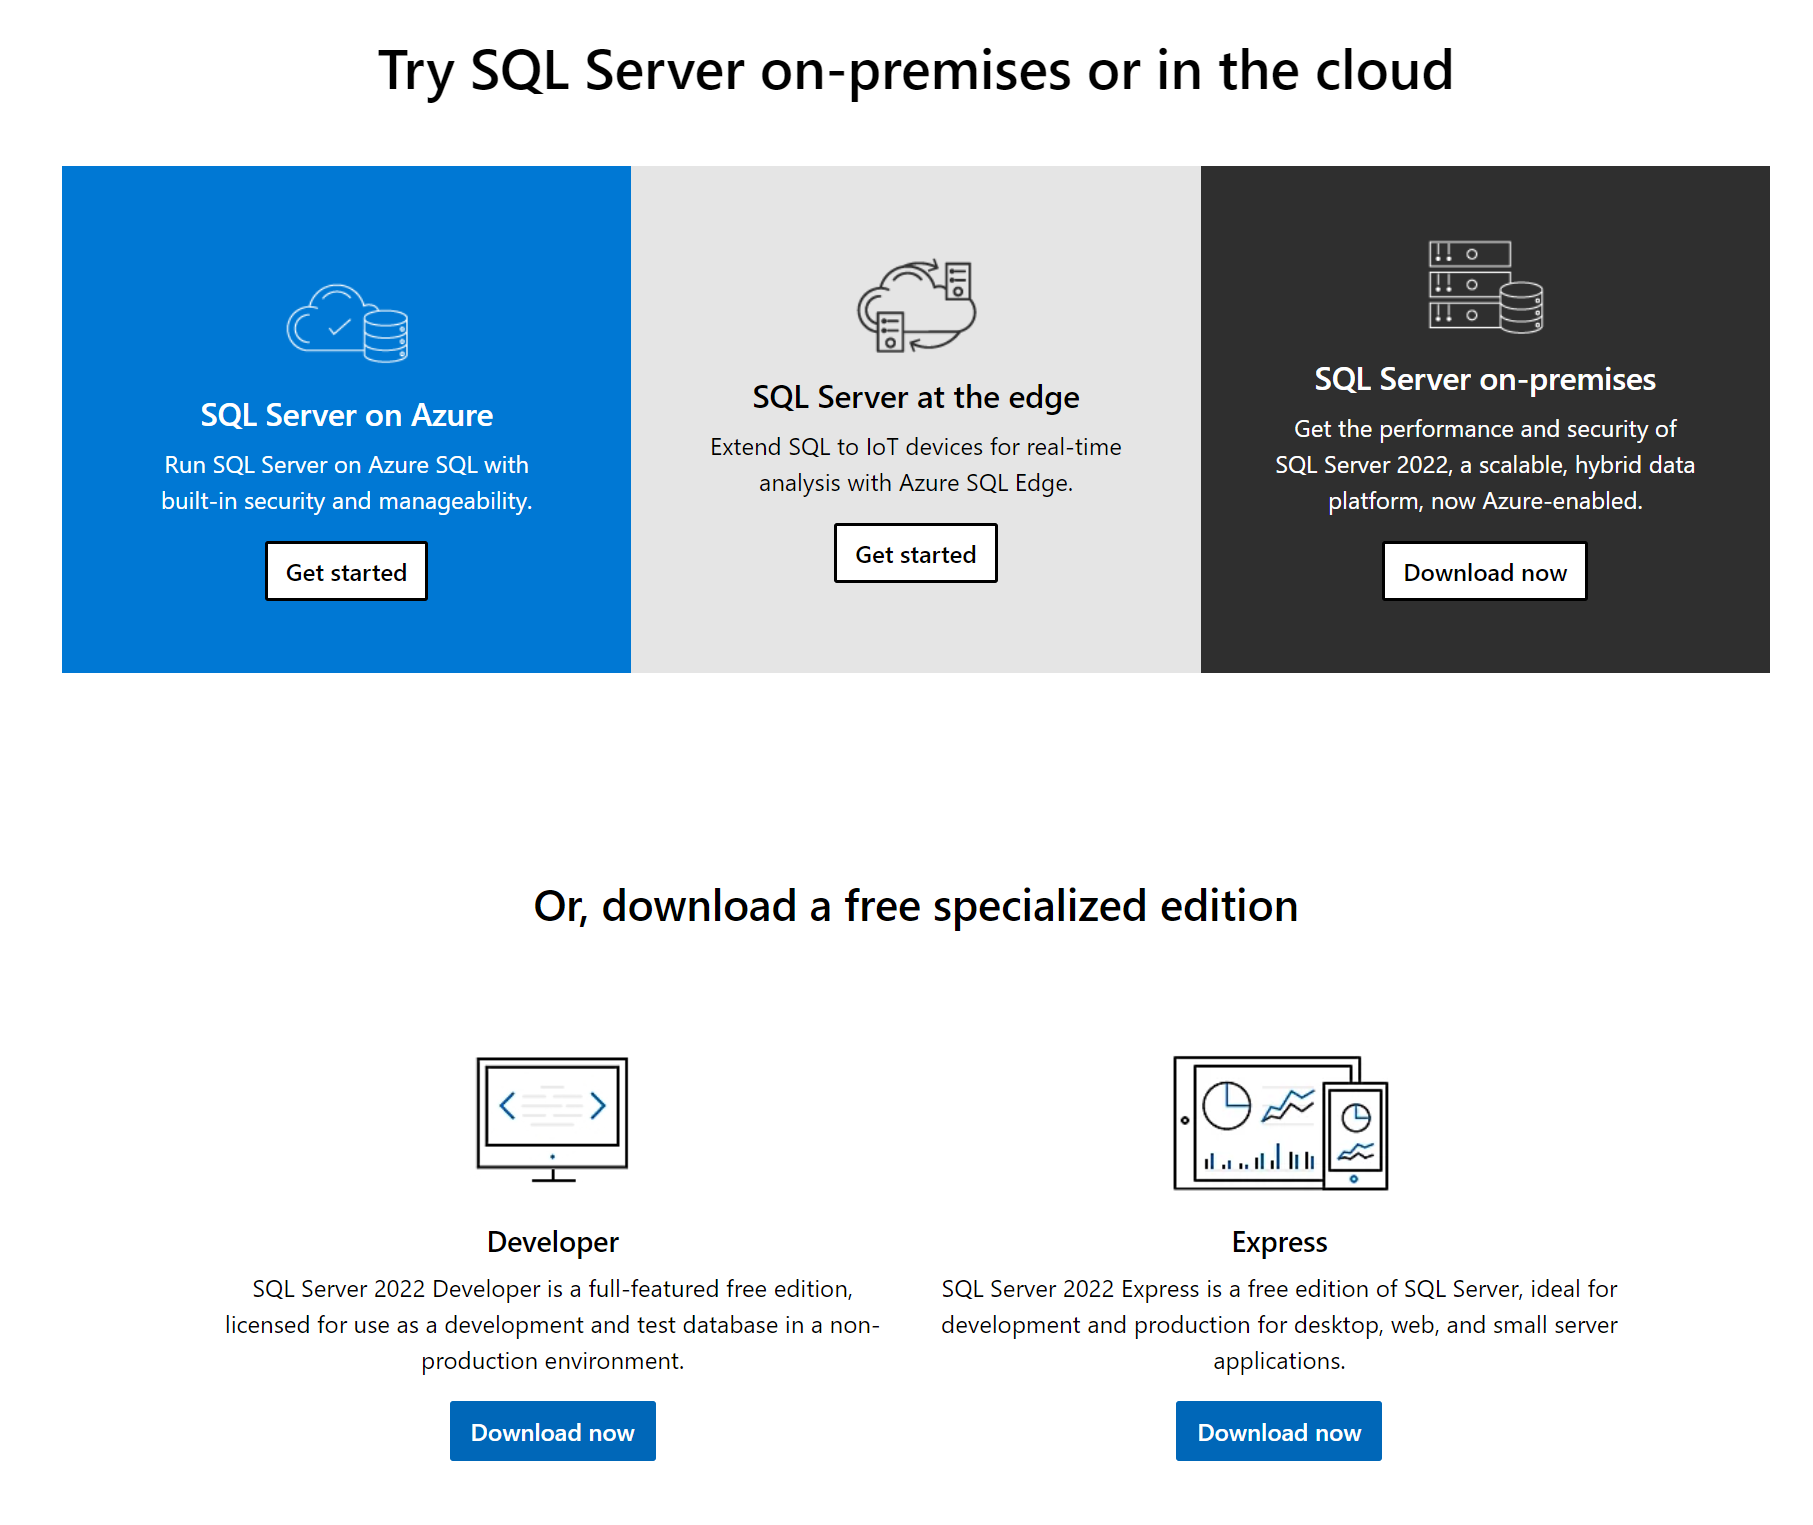 Try SQL Server on-premises or in the cloud
SQL Server on Azure
Run SQL Server on Azure SQL with
built-in security and manageability.
Get started
SQL Server at the edge
Extend SQL to IoT devices for real-time
analysis with Azure SQL Edge.
Get started
SQL Server on-premises
Get the performance and security of
SQL Server 2022, a scalable, hybrid data
platform, now Azure-enabled.
Download now
Or, download a free specialized edition
Developer
SQL Server 2022 Developer is a full-featured free edition,
licensed for use as a development and test database in a non-
production environment.
Download now
Express
SQL Server 2022 Express is a free edition of SQL Server, ideal for
development and production for desktop, web, and small server
applications.
Download now